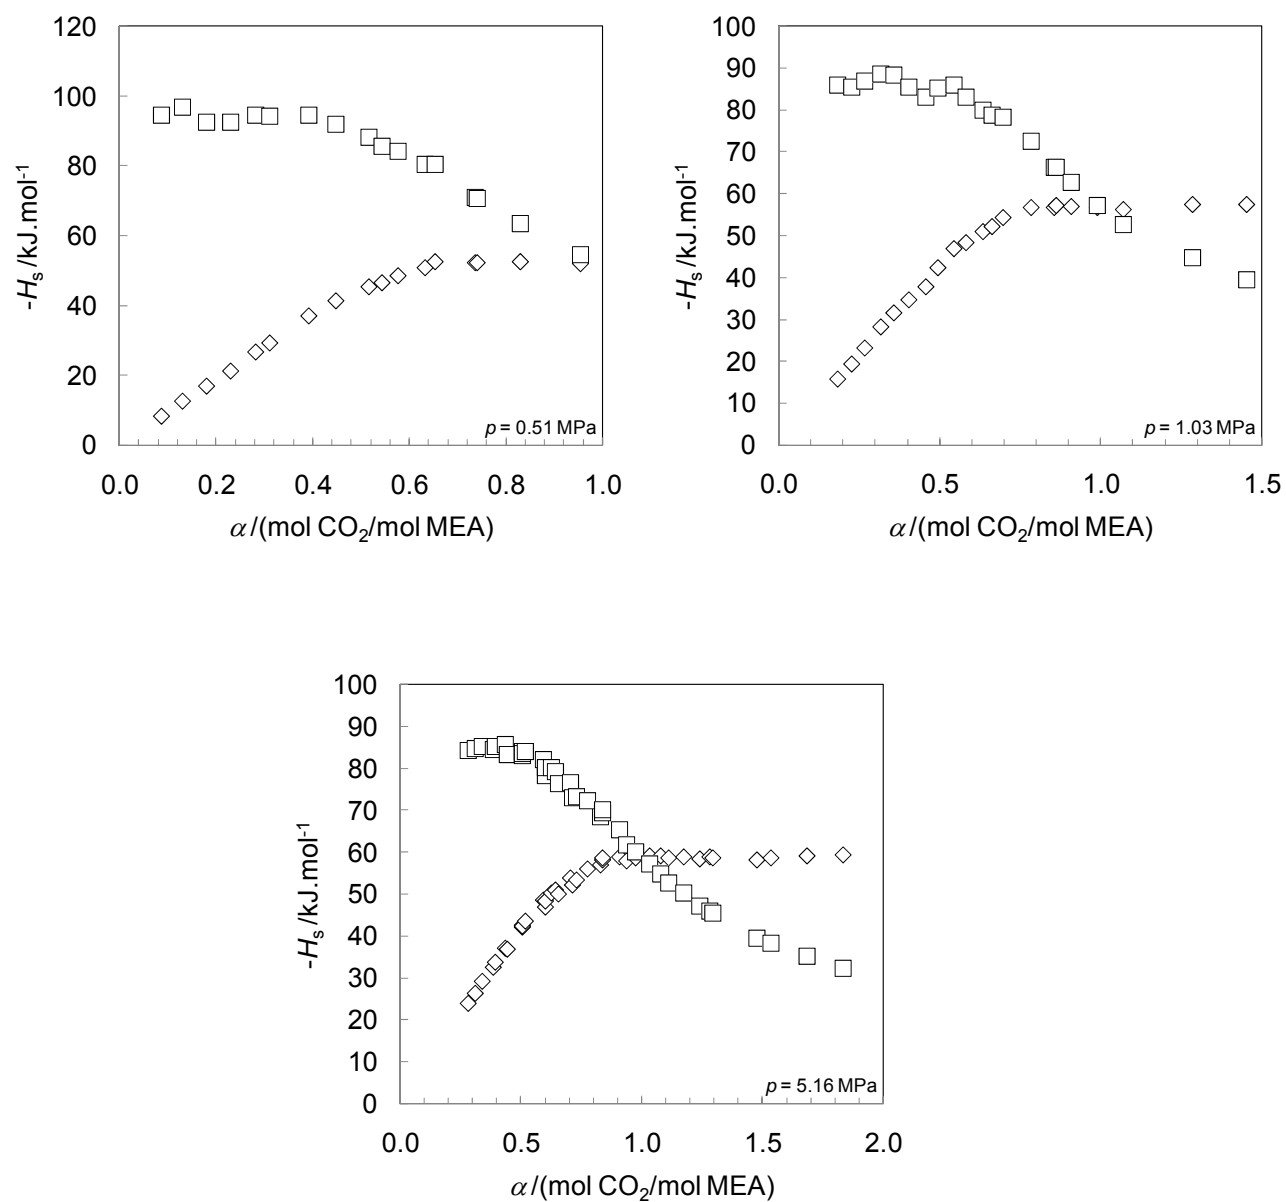 120
100
80
60
40
20
0
-Hs/kJ.mol-1
p = 0.51 MPa
0.0 0.2 0.4 0.6 0.8 1.0
α/(mol CO2/mol MEA)
100
90
80
70
60
50
40
30
20
10
0
-Hs/kJ.mol-1
p = 1.03 MPa
0.0 0.5 1.0 1.5
α/(mol CO2/mol MEA)
100
90
80
70
60
50
40
30
20
10
0
-Hs/kJ.mol-1
p = 5.16 MPa
0.0 0.5 1.0 1.5 2.0
α/(mol CO2/mol MEA)